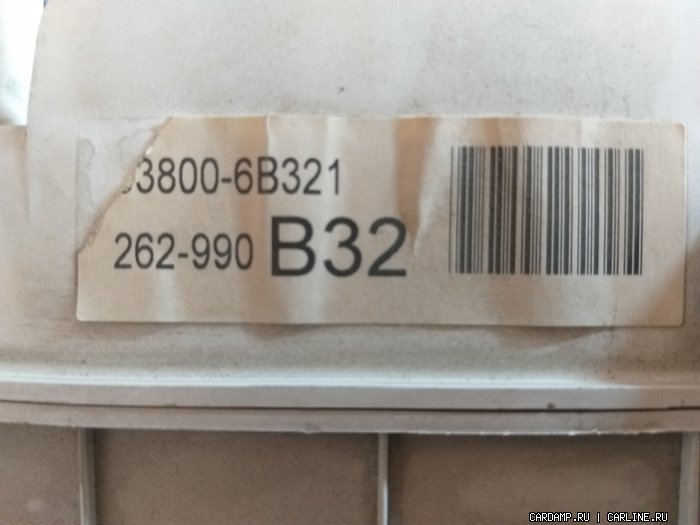 3800-6B321
262-990 B32
CARDAMP.RU | CARLINE.RU